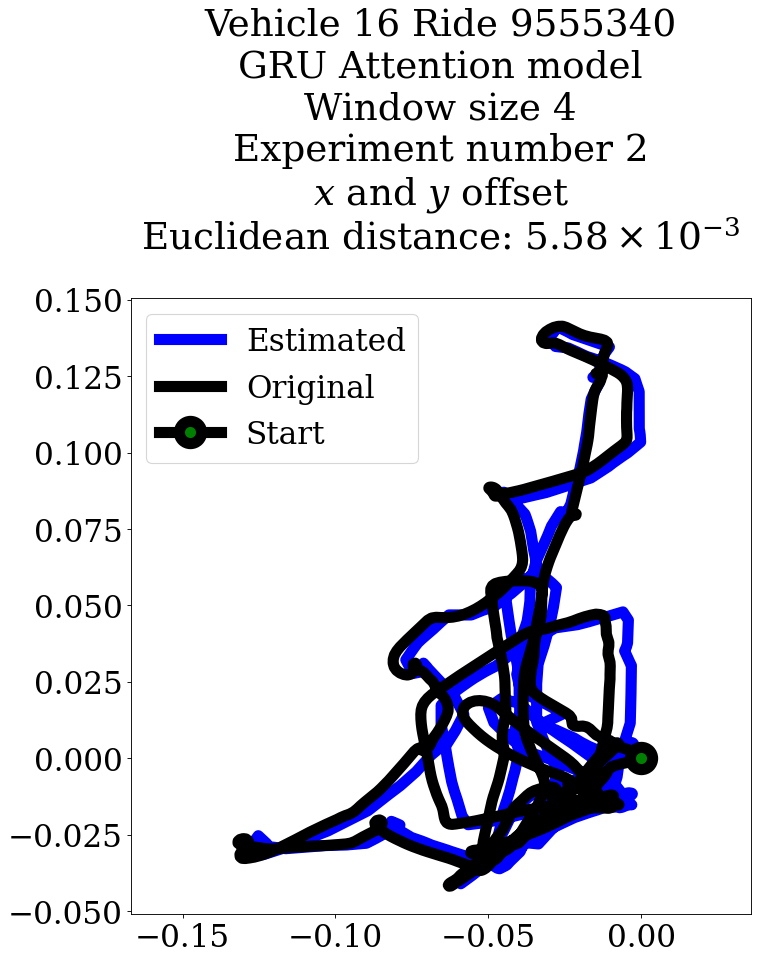 Vehicle 16 Ride 9555340
GRU Attention model
Window size 4
Experiment number 2
x and y offset
Euclidean distance: 5.58 × 10⁻³
Estimated
Original
Start
0.150
0.125
0.100
0.075
0.050
0.025
0.000
−0.025
−0.050
−0.15
−0.10
−0.05
0.00